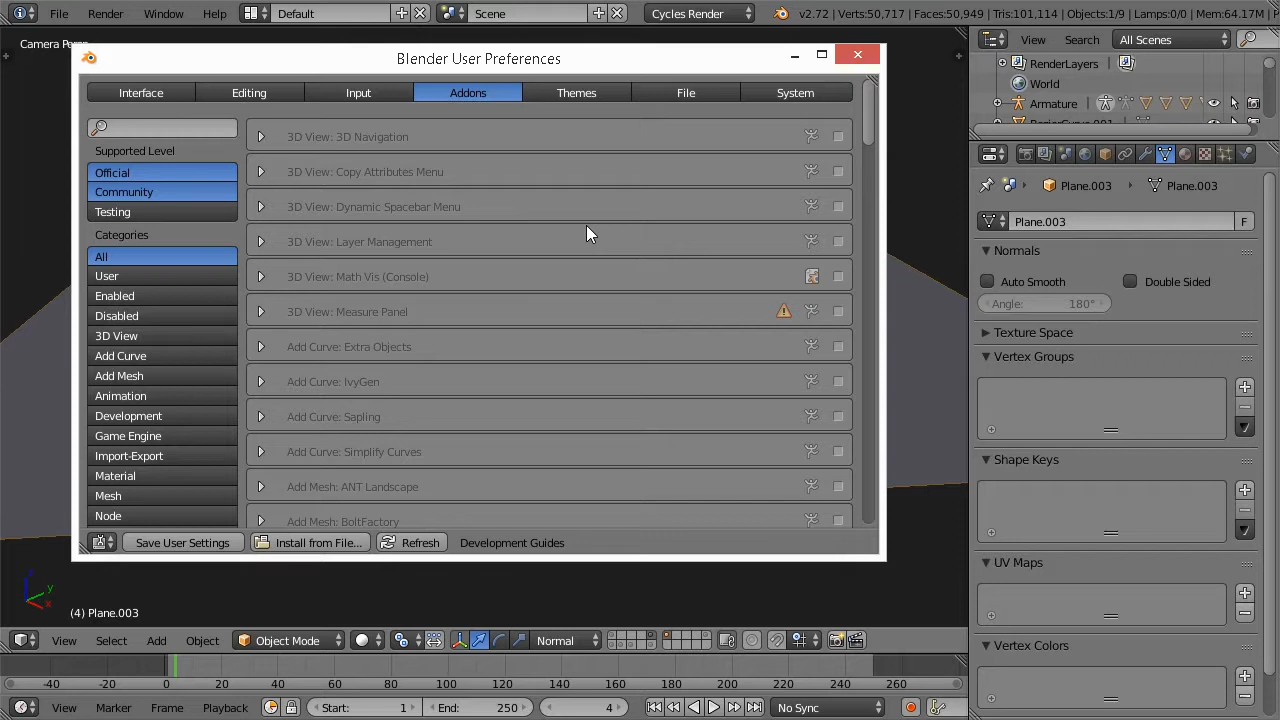 File
Render
Window
Help
Default
Scene
Cycles Render
v2.72 | Verts:50,717 | Faces:50,949 | Tris:101,114 | Objects:1/9 | Lamps:0/0 | Mem:64.17M
Camera
Blender User Preferences
Interface
Editing
Input
Addons
Themes
File
System
Supported Level
Official
Community
Testing
Categories
All
User
Enabled
Disabled
3D View
Add Curve
Add Mesh
Animation
Development
Game Engine
Import-Export
Material
Mesh
Node
3D View: 3D Navigation
3D View: Copy Attributes Menu
3D View: Dynamic Spacebar Menu
3D View: Layer Management
3D View: Math Vis (Console)
3D View: Measure Panel
Add Curve: Extra Objects
Add Curve: IvyGen
Add Curve: Sapling
Add Curve: Simplify Curves
Add Mesh: ANT Landscape
Add Mesh: BoltFactory
Save User Settings
Install from File...
Refresh
Development Guides
View
Search
All Scenes
RenderLayers
World
Armature
BezierCurve.001
Plane.003
Plane.003
Plane.003
F
Normals
Auto Smooth
Double Sided
Angle: 180°
Texture Space
Vertex Groups
Shape Keys
UV Maps
Vertex Colors
z
y
x
(4) Plane.003
View
Select
Add
Object
Object Mode
Normal
-40 -20 0 20 40 60 80 100 120 140 160 180 200 220 240 260
View
Marker
Frame
Playback
Start: 1
End: 250
4
No Sync